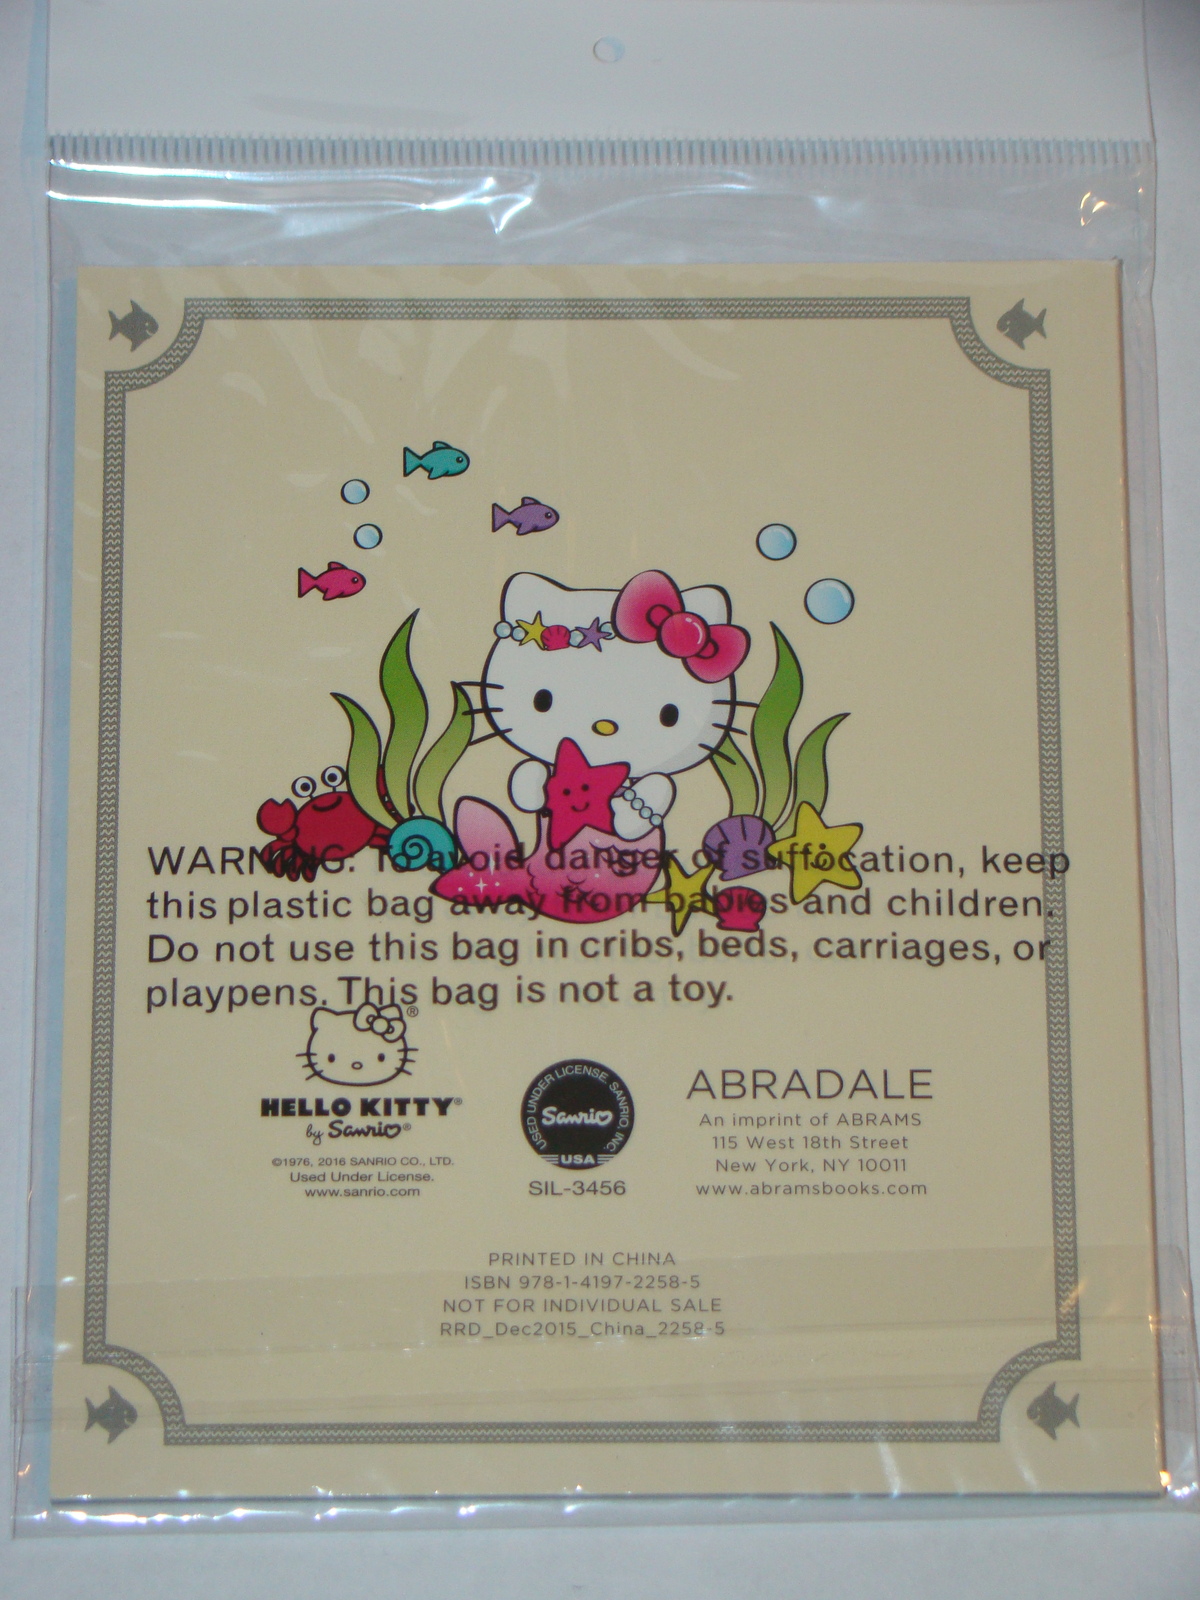 WARNING: To avoid danger of suffocation, keep
this plastic bag away from babies and children.
Do not use this bag in cribs, beds, carriages, or
playpens. This bag is not a toy.
®
HELLO KITTY®
by Sanrio®
©1976, 2016 SANRIO CO., LTD.
Used Under License.
www.sanrio.com
USED UNDER LICENSE. SANRIO, INC.
Sanrio
USA
SIL-3456
ABRADALE
An imprint of ABRAMS
115 West 18th Street
New York, NY 10011
www.abramsbooks.com
PRINTED IN CHINA
ISBN 978-1-4197-2258-5
NOT FOR INDIVIDUAL SALE
RRD_Dec2015_China_2258-5